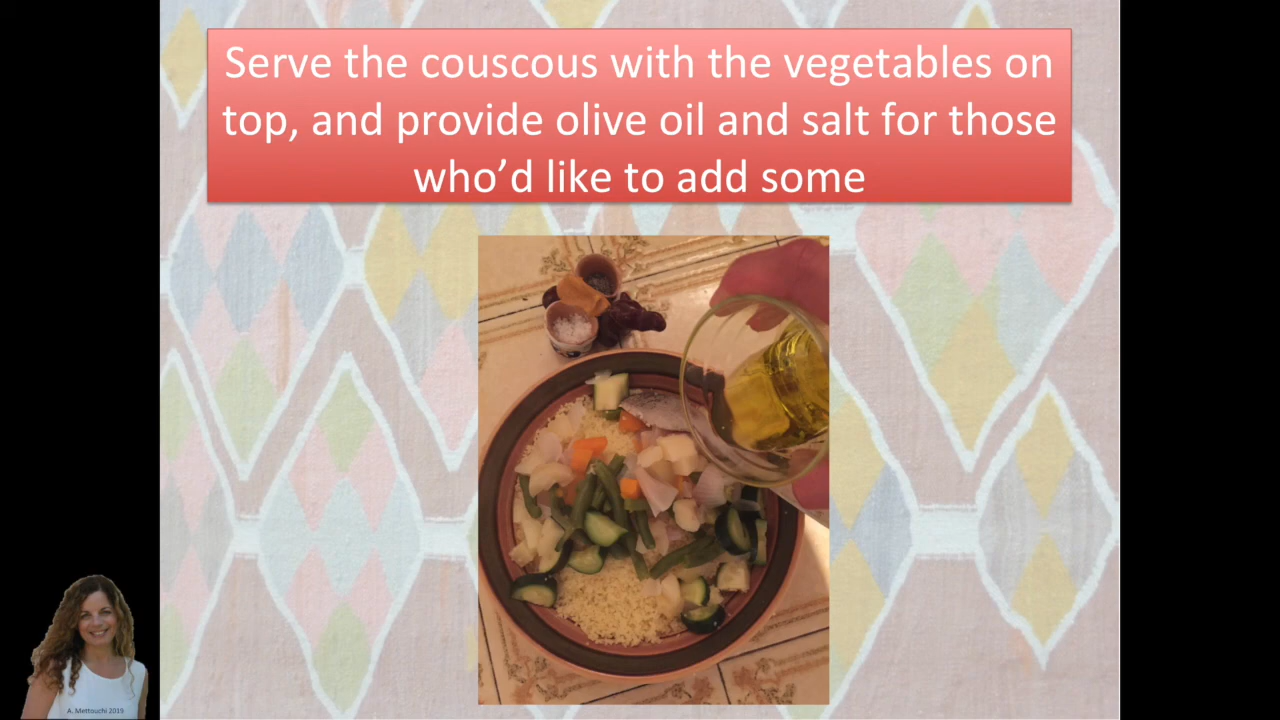 Serve the couscous with the vegetables on
top, and provide olive oil and salt for those
who’d like to add some
A. Mettouchi 2019